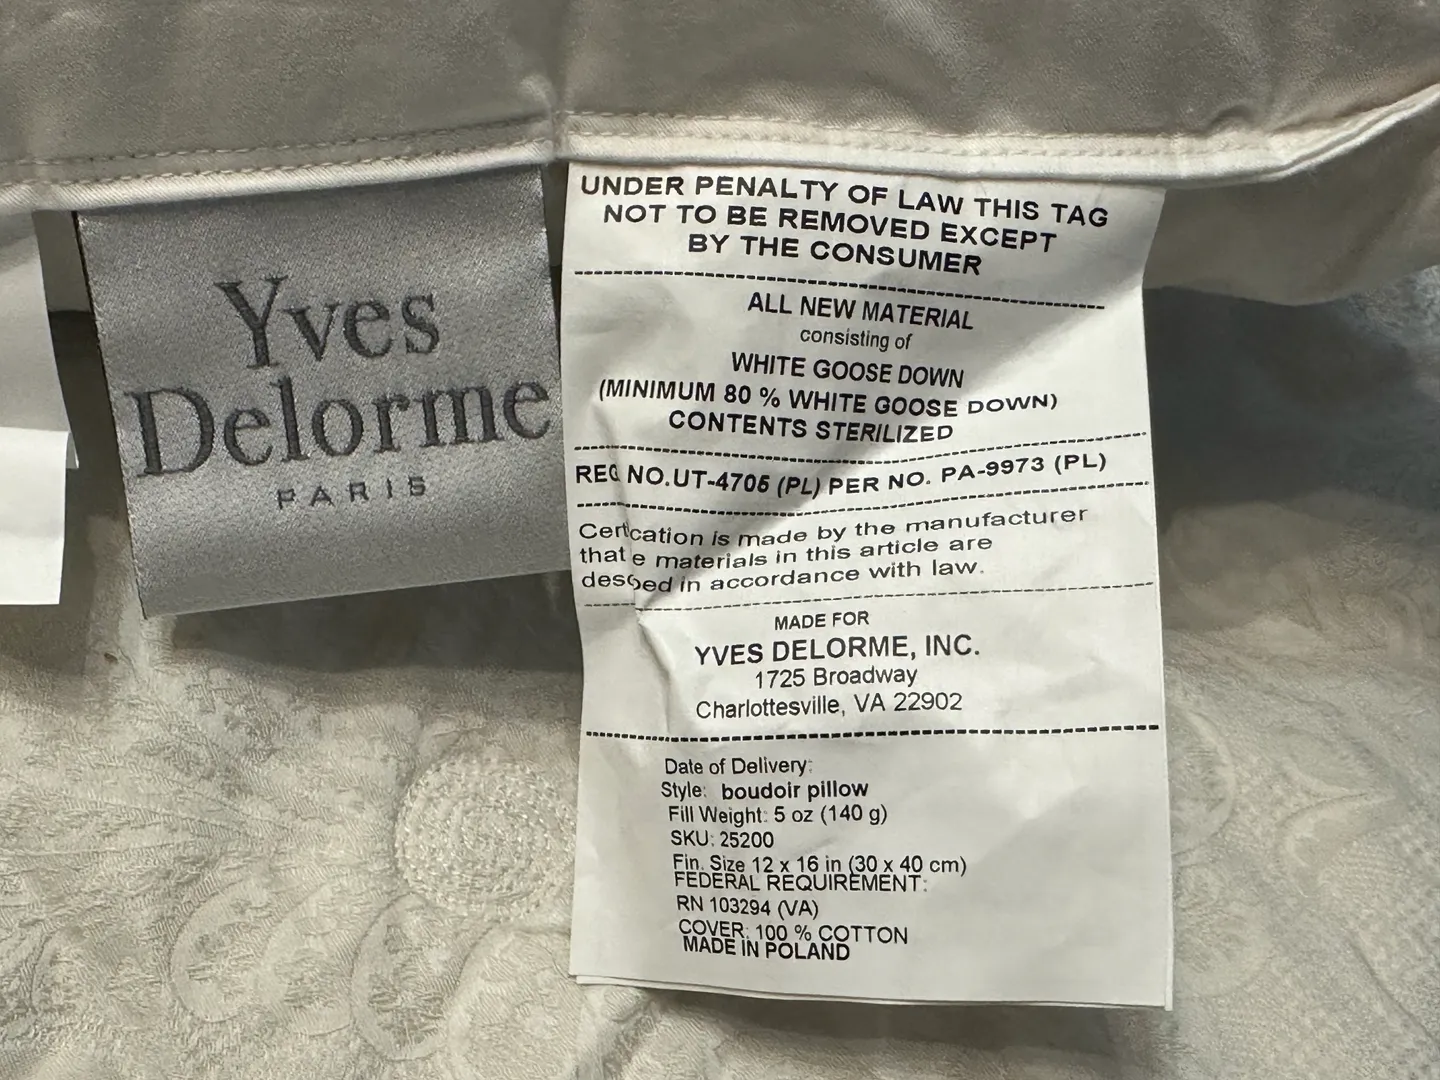 Yves
Delorme
PARIS
UNDER PENALTY OF LAW THIS TAG
NOT TO BE REMOVED EXCEPT
BY THE CONSUMER
ALL NEW MATERIAL
consisting of
WHITE GOOSE DOWN
(MINIMUM 80 % WHITE GOOSE DOWN)
CONTENTS STERILIZED
REG NO.UT-4705 (PL) PER NO. PA-9973 (PL)
is made by the manufacturer
that materials in this article are
in accordance with law.
MADE FOR
YVES DELORME, INC.
1725 Broadway
Charlottesville, VA 22902
Date of Delivery:
Style: boudoir pillow
Fill Weight: 5 oz (140 g)
SKU: 25200
Fin. Size 12 x 16 in (30 x 40 cm)
FEDERAL REQUIREMENT:
RN 103294 (VA)
COVER: 100 % COTTON
MADE IN POLAND